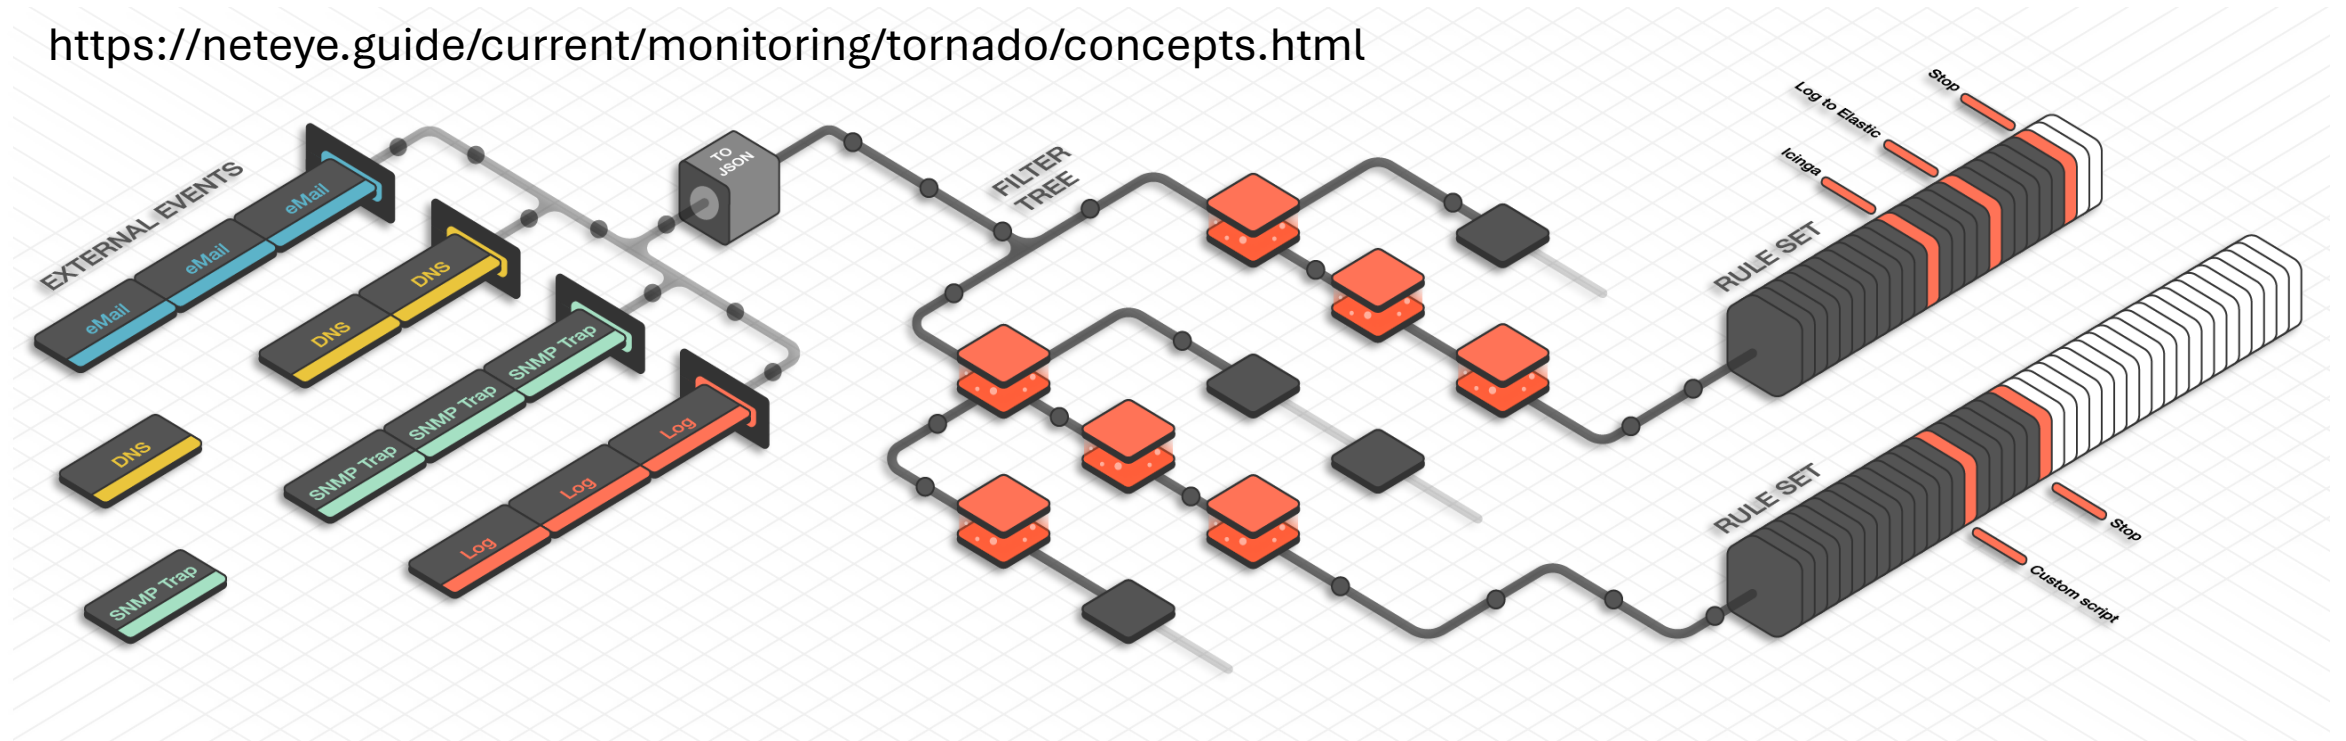 https://neteye.guide/current/monitoring/tornado/concepts.html
EXTERNAL EVENTS
eMail
eMail
eMail
DNS
DNS
SNMP Trap
SNMP Trap
SNMP Trap
Log
Log
Log
DNS
SNMP Trap
TO
JSON
FILTER
TREE
RULE SET
Icinga
Log to Elastic
Stop
RULE SET
Stop
Custom script